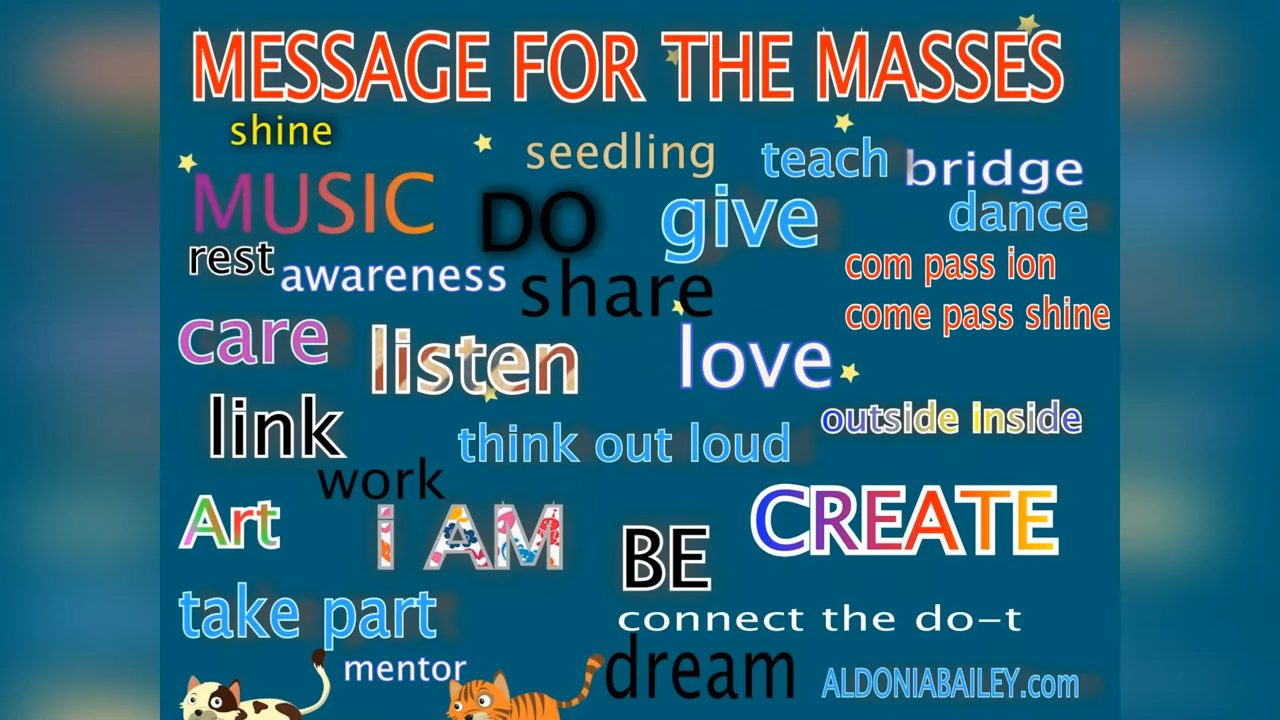 MESSAGE FOR THE MASSES
shine
seedling
teach
bridge
MUSIC
DO
give
dance
rest
awareness
share
com pass ion
come pass shine
care
listen
love
link
think out loud
outside inside
work
Art
i AM
BE
CREATE
take part
connect the do-t
mentor
dream
ALDONIABAILEY.com